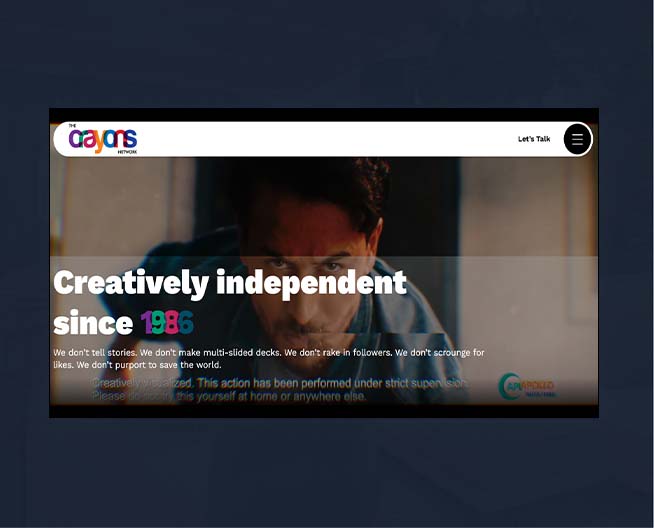 THE
crayons
NETWORK
Let's Talk
Creatively independent
since 1986
We don't tell stories. We don't make multi-slided decks. We don't rake in followers. We don't scrounge for
likes. We don't purport to save the world.
Creatively visualized. This action has been performed under strict supervision.
Please do not try this yourself at home or anywhere else.
APL APOLLO